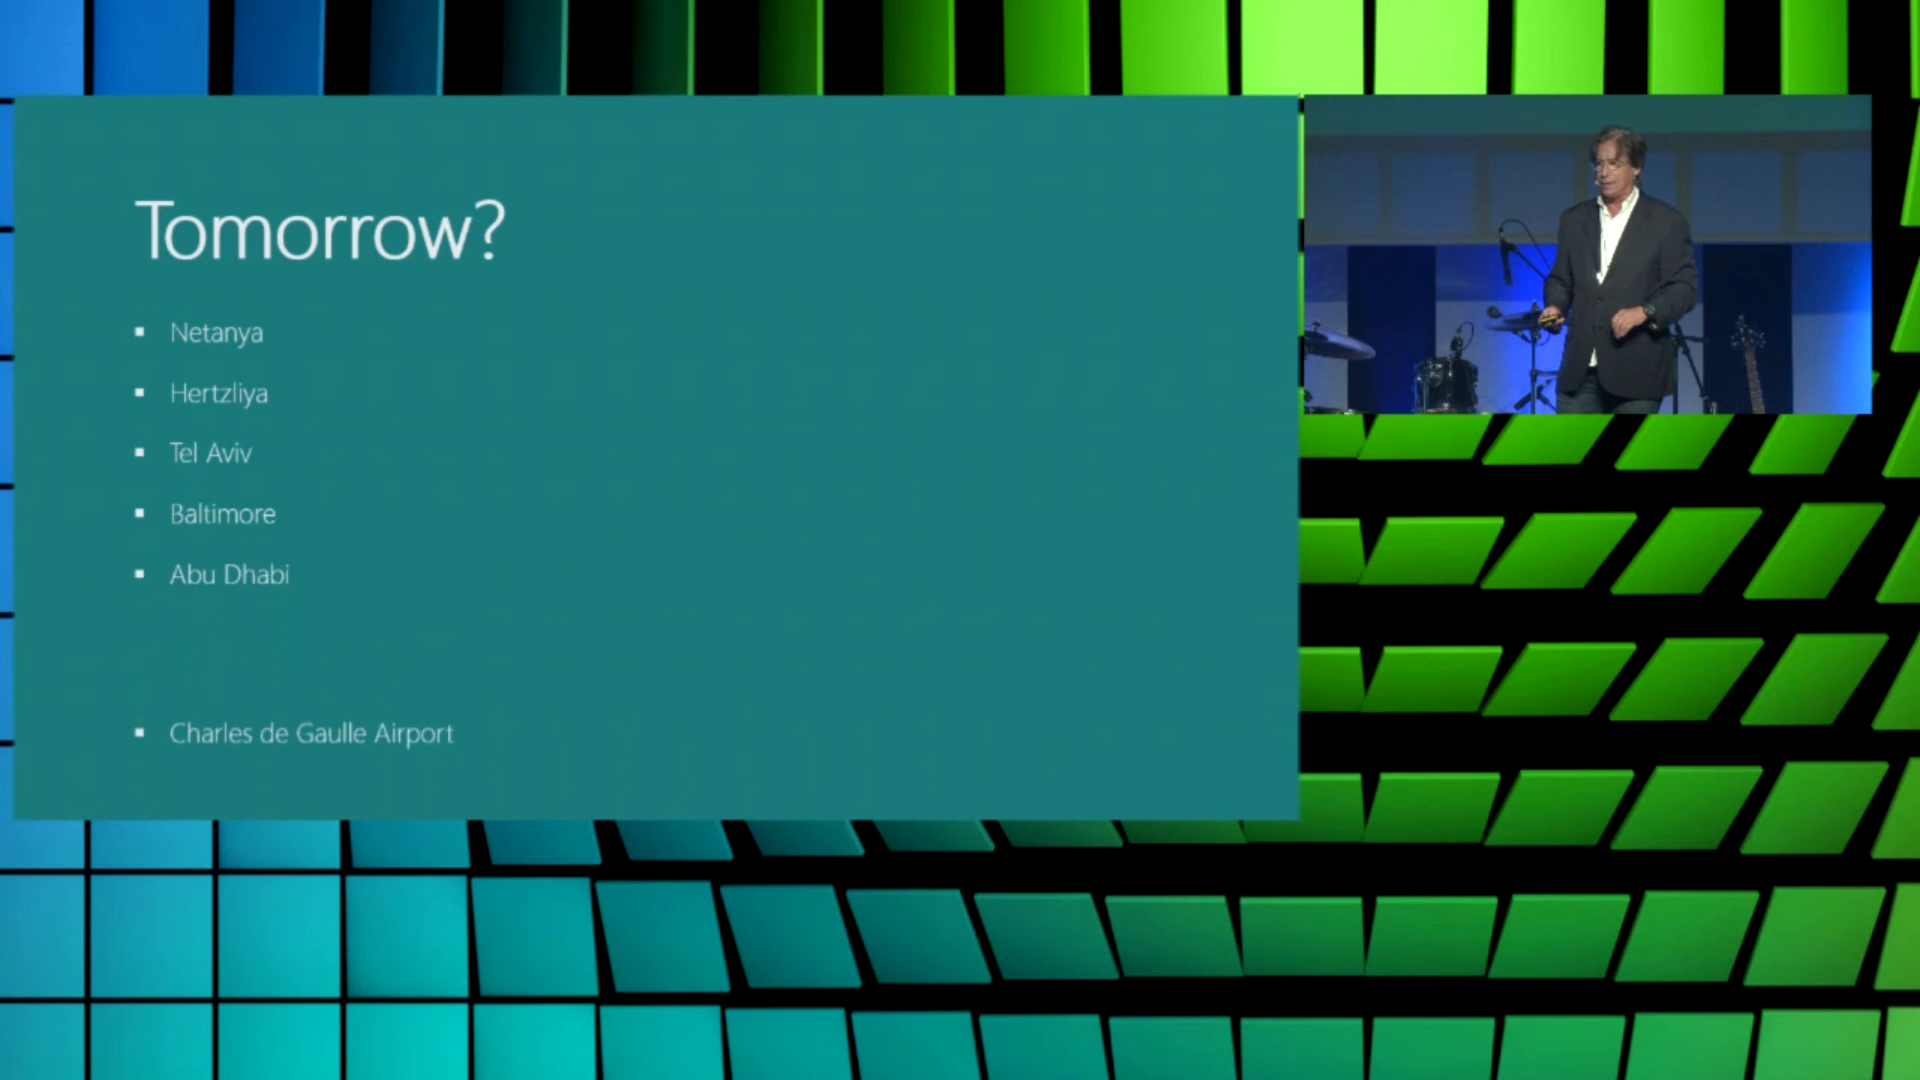 Tomorrow?
▪ Netanya
▪ Hertzliya
▪ Tel Aviv
▪ Baltimore
▪ Abu Dhabi
▪ Charles de Gaulle Airport